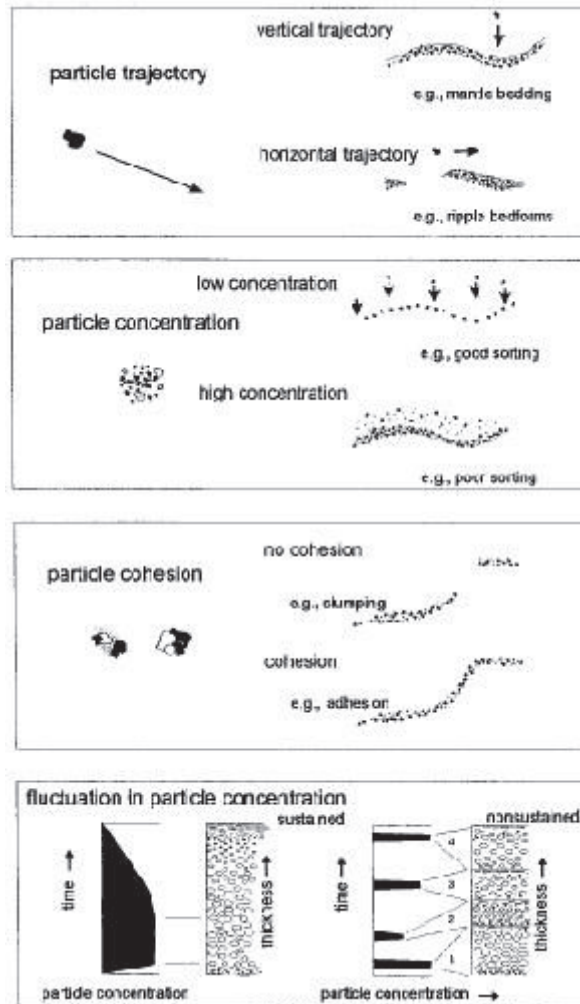 vertical trajectory
particle trajectory
e.g., mantle bedding
horizontal trajectory
e.g., ripple bedforms
low concentration
particle concentration
e.g., good sorting
high concentration
e.g., poor sorting
no cohesion
particle cohesion
e.g., clumping
cohesion
e.g., adhesion
fluctuation in particle concentration
sustained
nonsustained
time
thickness
time
4
3
2
1
thickness
particle concentration
particle concentration